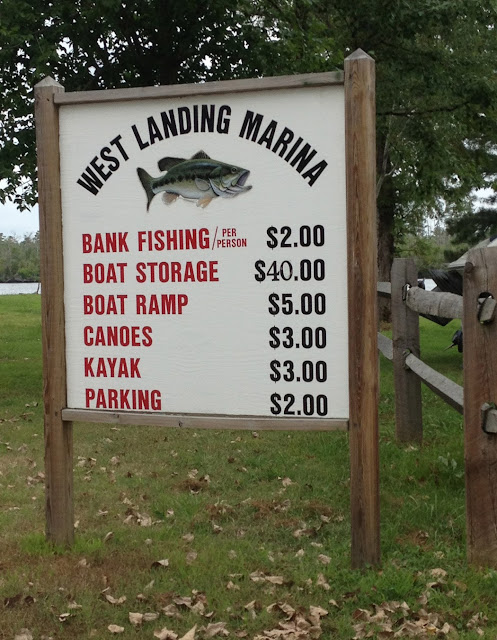 WEST LANDING MARINA
BANK FISHING/PER PERSON $2.00
BOAT STORAGE $40.00
BOAT RAMP $5.00
CANOES $3.00
KAYAK $3.00
PARKING $2.00